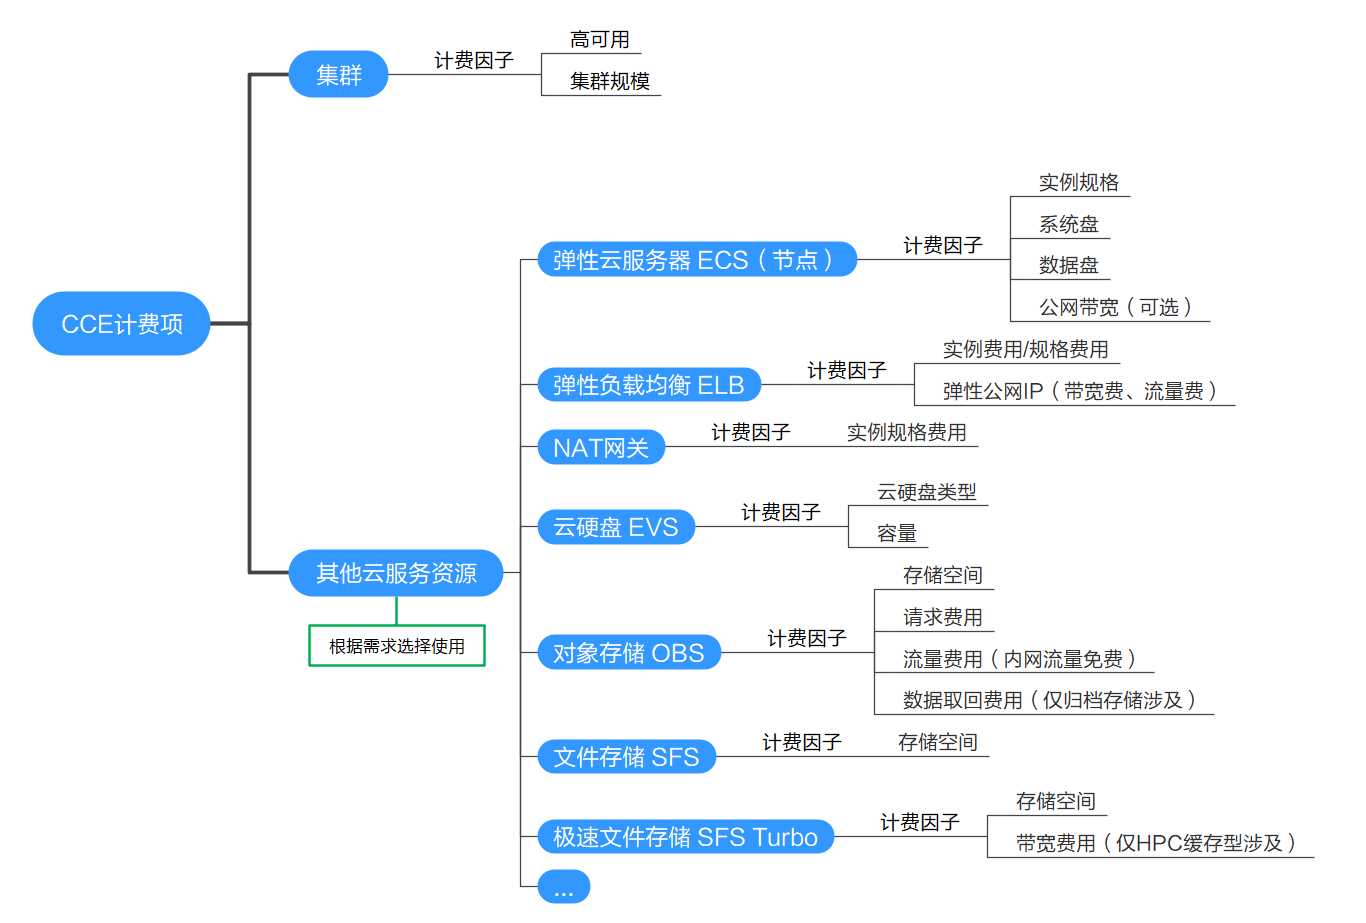 CCE计费项
集群
计费因子
高可用
集群规模
其他云服务资源
根据需求选择使用
弹性云服务器 ECS（节点）
计费因子
实例规格
系统盘
数据盘
公网带宽（可选）
弹性负载均衡 ELB
计费因子
实例费用/规格费用
弹性公网IP（带宽费、流量费）
NAT网关
计费因子
实例规格费用
云硬盘 EVS
计费因子
云硬盘类型
容量
对象存储 OBS
计费因子
存储空间
请求费用
流量费用（内网流量免费）
数据取回费用（仅归档存储涉及）
文件存储 SFS
计费因子
存储空间
极速文件存储 SFS Turbo
计费因子
存储空间
带宽费用（仅HPC缓存型涉及）
...